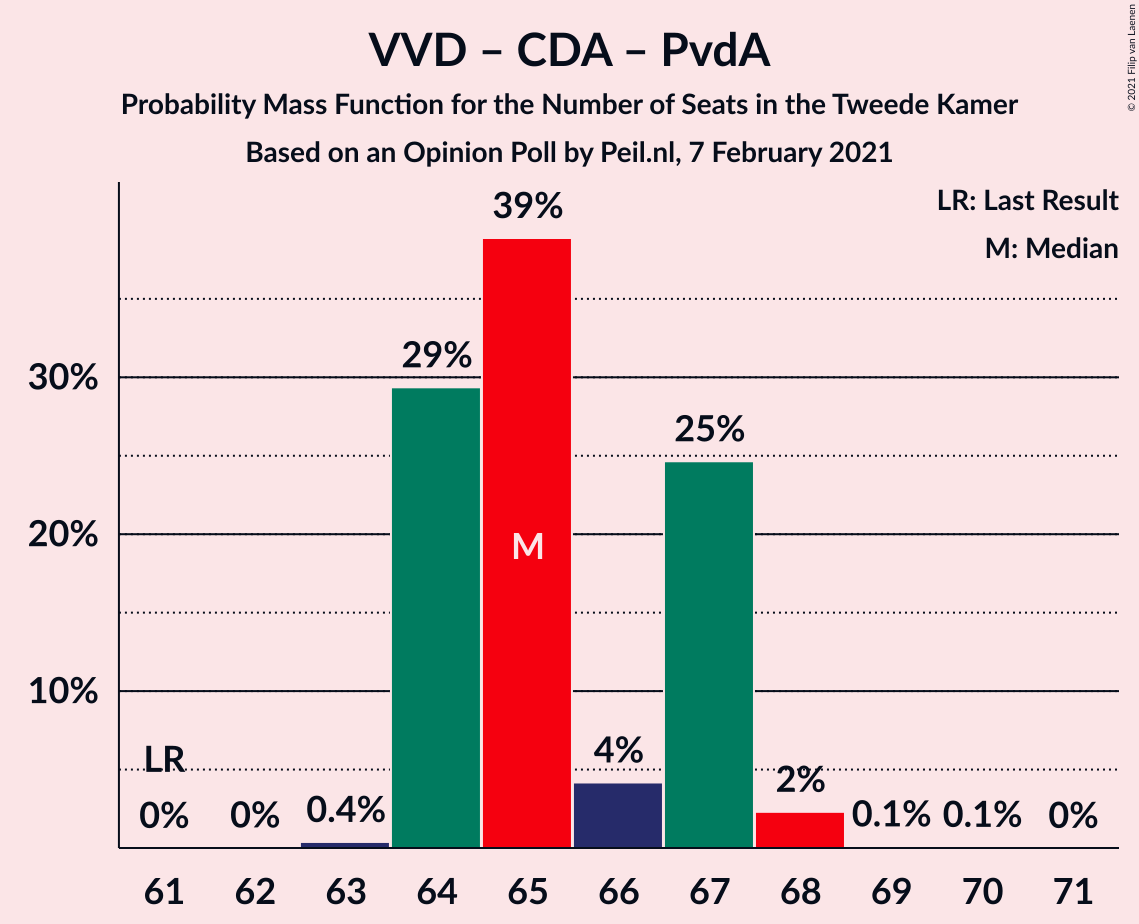 VVD – CDA – PvdA
Probability Mass Function for the Number of Seats in the Tweede Kamer
Based on an Opinion Poll by Peil.nl, 7 February 2021
© 2021 Filip van Laenen
LR: Last Result
M: Median
30%
20%
10%
LR
0%
0%
0.4%
29%
39%
M
4%
25%
2%
0.1%
0.1%
0%
61 62 63 64 65 66 67 68 69 70 71